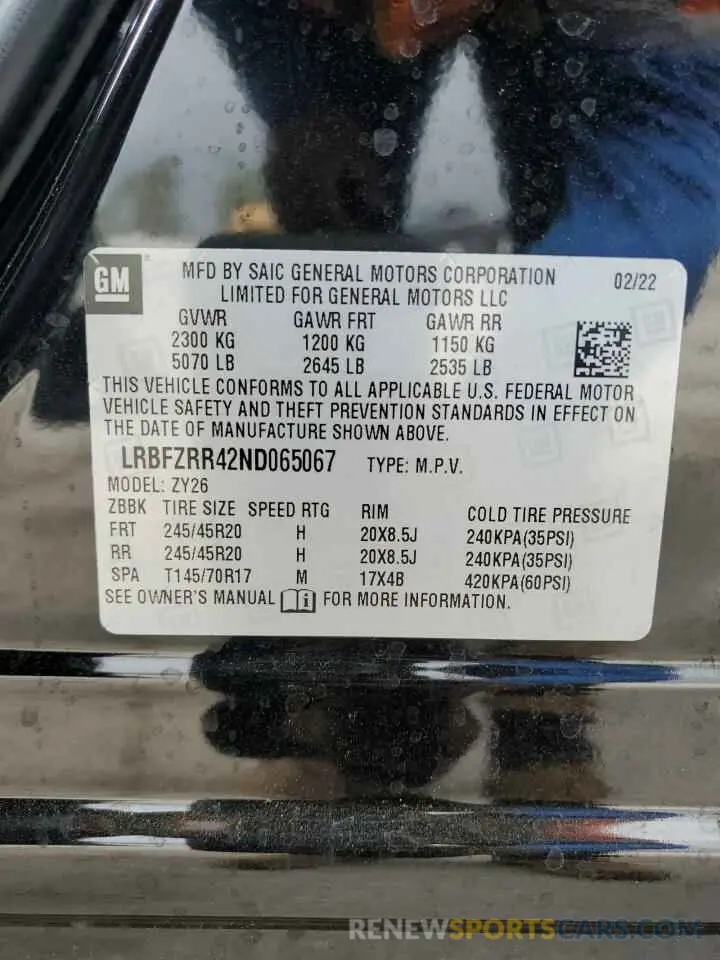 GM
MFD BY SAIC GENERAL MOTORS CORPORATION 02/22
LIMITED FOR GENERAL MOTORS LLC
GVWR GAWR FRT GAWR RR
2300 KG 1200 KG 1150 KG
5070 LB 2645 LB 2535 LB
THIS VEHICLE CONFORMS TO ALL APPLICABLE U.S. FEDERAL MOTOR
VEHICLE SAFETY AND THEFT PREVENTION STANDARDS IN EFFECT ON
THE DATE OF MANUFACTURE SHOWN ABOVE.
LRBFZRR42ND065067 TYPE: M.P.V.
MODEL: ZY26
ZBBK TIRE SIZE SPEED RTG RIM COLD TIRE PRESSURE
FRT 245/45R20 H 20X8.5J 240KPA(35PSI)
RR 245/45R20 H 20X8.5J 240KPA(35PSI)
SPA T145/70R17 M 17X4B 420KPA(60PSI)
SEE OWNER'S MANUAL i FOR MORE INFORMATION.
RENEWSPORTSCARS.COM